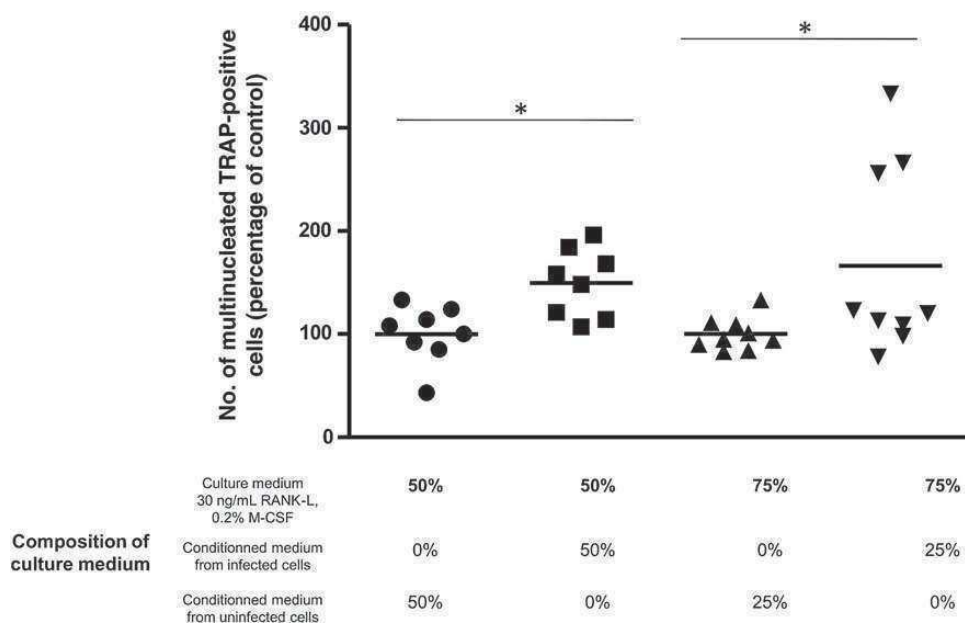 400
300
200
100
0
No. of multinucleated TRAP-positive
cells (percentage of control)
*
*
Composition of
culture medium
Culture medium
30 ng/mL RANK-L,
0.2% M-CSF
50%
50%
75%
75%
Conditionned medium
from infected cells
0%
50%
0%
25%
Conditionned medium
from uninfected cells
50%
0%
25%
0%